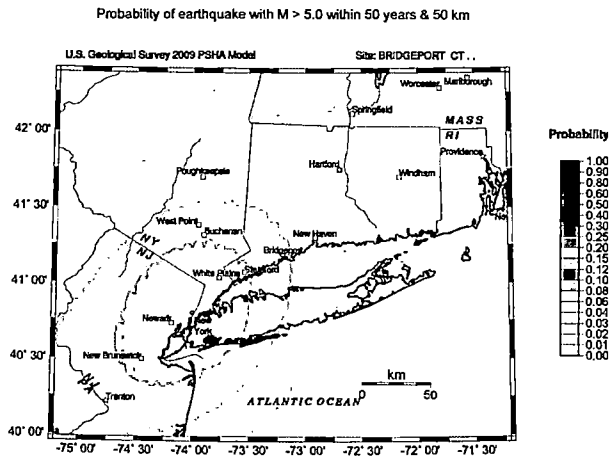 Probability of earthquake with M > 5.0 within 50 years & 50 km
U.S. Geological Survey 2009 PSHA Model
Site: BRIDGEPORT CT . .
Worcester
Marlborough
Springfield
42° 00'
MASS
RI
Providence
Probability
Hartford
Windham
Poughkeepsie
1.00
0.90
0.80
0.60
0.50
0.40
0.30
0.25
0.20
0.15
0.12
0.10
0.08
0.06
0.04
0.03
0.02
0.01
0.00
41° 30'
West Point
Buchanan
New Haven
NY
NJ
Bridgeport
41° 00'
White Plains
Stamford
Newark
New
York
40° 30'
New Brunswick
km
0
50
Trenton
ATLANTIC OCEAN
40° 00'
-75° 00'
-74° 30'
-74° 00'
-73° 30'
-73° 00'
-72° 30'
-72° 00'
-71° 30'